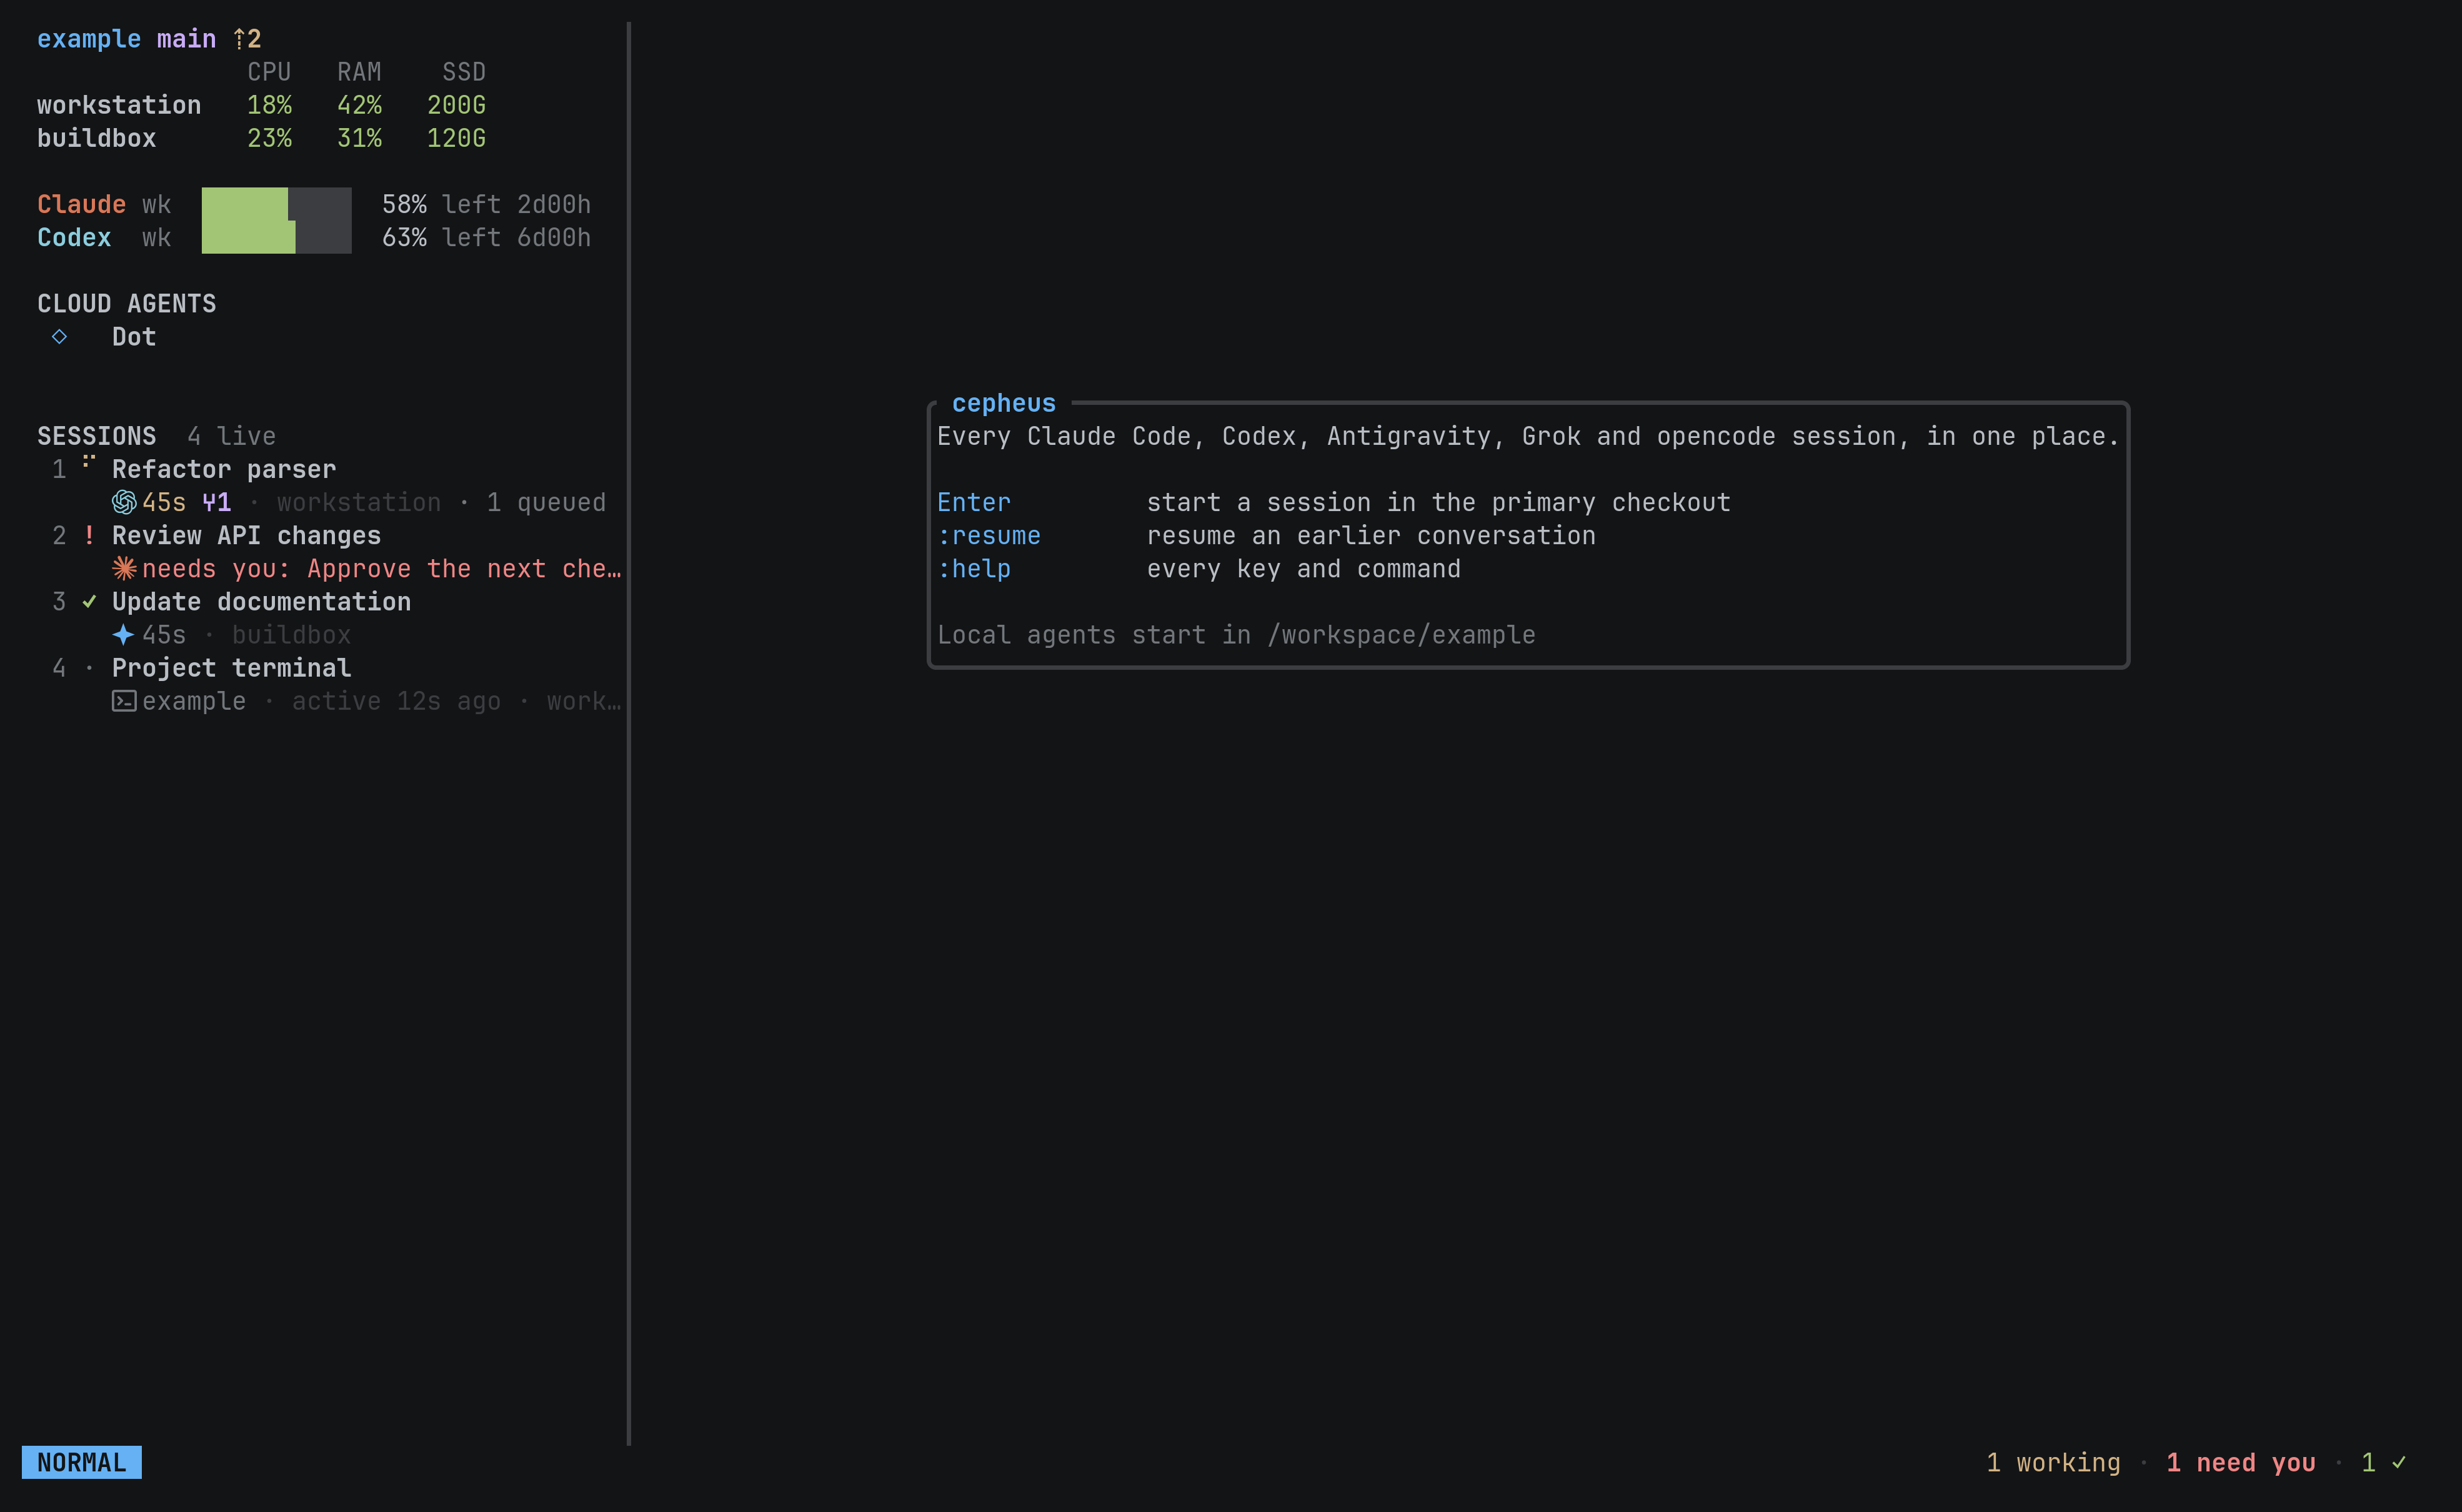 example main ⇡2
CPU RAM SSD
workstation 18% 42% 200G
buildbox 23% 31% 120G
Claude wk 58% left 2d00h
Codex wk 63% left 6d00h
CLOUD AGENTS
◇ Dot
SESSIONS 4 live
1 Refactor parser
45s ⑂1 · workstation · 1 queued
2 ! Review API changes
needs you: Approve the next che…
3 ✓ Update documentation
45s · buildbox
4 · Project terminal
example · active 12s ago · work…
cepheus
Every Claude Code, Codex, Antigravity, Grok and opencode session, in one place.
Enter start a session in the primary checkout
:resume resume an earlier conversation
:help every key and command
Local agents start in /workspace/example
NORMAL
1 working · 1 need you · 1 ✓